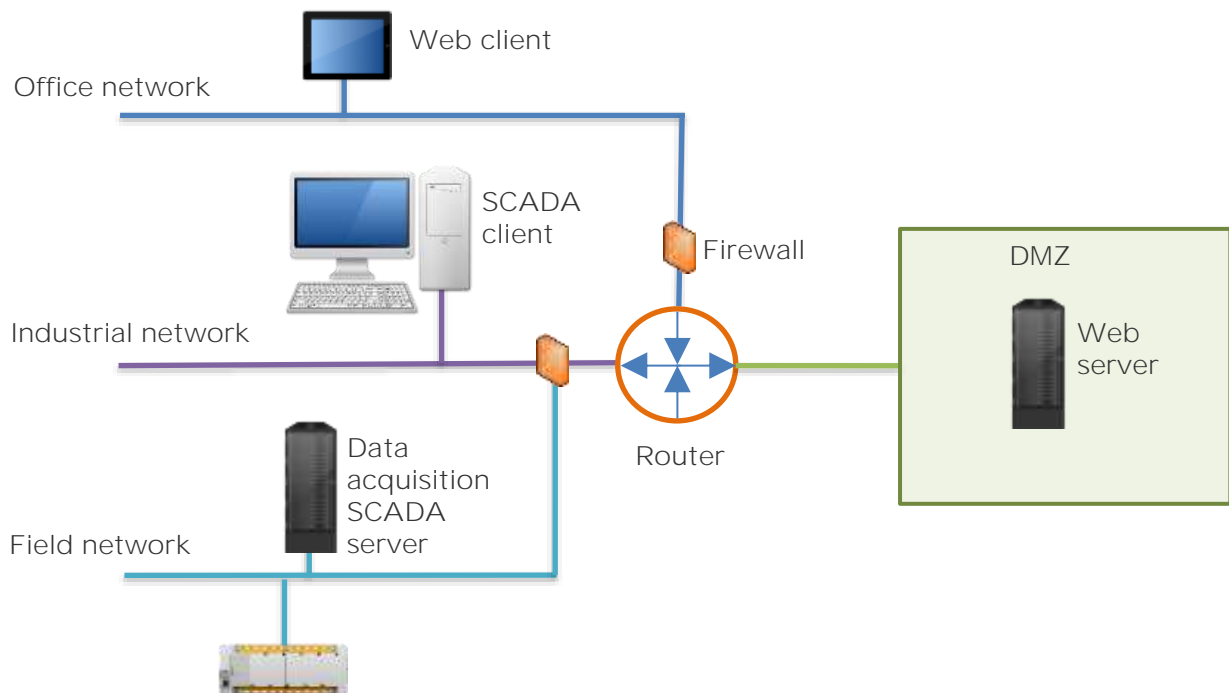 Web client
Office network
SCADA
client
Firewall
DMZ
Industrial network
Web
server
Router
Data
acquisition
SCADA
server
Field network